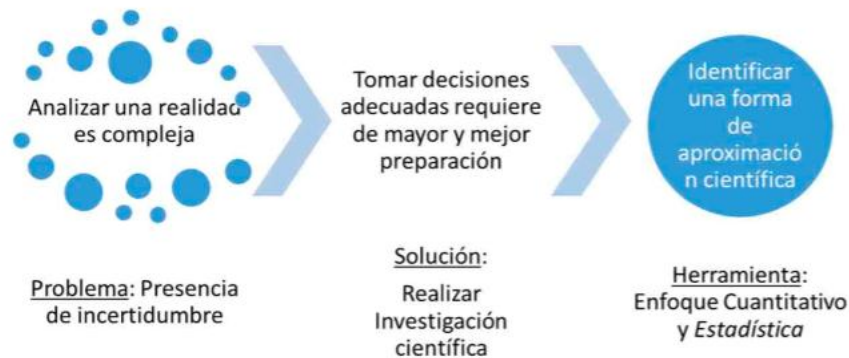 Analizar una realidad
es compleja
Tomar decisiones
adecuadas requiere
de mayor y mejor
preparación
Identificar
una forma
de
aproximació
n científica
Problema: Presencia
de incertidumbre
Solución:
Realizar
Investigación
científica
Herramienta:
Enfoque Cuantitativo
y Estadística